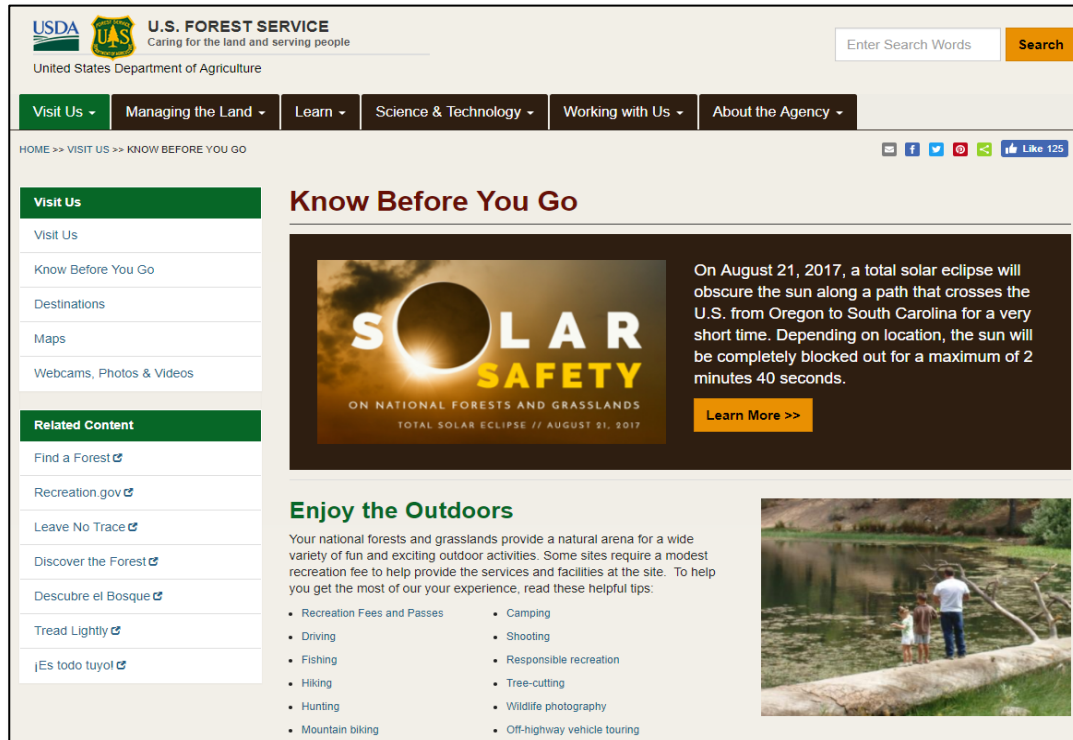 USDA
FOREST SERVICE
UAS
DEPARTMENT OF AGRICULTURE
U.S. FOREST SERVICE
Caring for the land and serving people
United States Department of Agriculture
Enter Search Words
Search
Visit Us
Managing the Land
Learn
Science & Technology
Working with Us
About the Agency
HOME >> VISIT US >> KNOW BEFORE YOU GO
Like 125
Visit Us
Visit Us
Know Before You Go
Destinations
Maps
Webcams, Photos & Videos
Related Content
Find a Forest
Recreation.gov
Leave No Trace
Discover the Forest
Descubre el Bosque
Tread Lightly
¡Es todo tuyo!
Know Before You Go
SOLAR
SAFETY
ON NATIONAL FORESTS AND GRASSLANDS
TOTAL SOLAR ECLIPSE // AUGUST 21, 2017
On August 21, 2017, a total solar eclipse will
obscure the sun along a path that crosses the
U.S. from Oregon to South Carolina for a very
short time. Depending on location, the sun will
be completely blocked out for a maximum of 2
minutes 40 seconds.
Learn More >>
Enjoy the Outdoors
Your national forests and grasslands provide a natural arena for a wide
variety of fun and exciting outdoor activities. Some sites require a modest
recreation fee to help provide the services and facilities at the site. To help
you get the most of our your experience, read these helpful tips:
Recreation Fees and Passes
Driving
Fishing
Hiking
Hunting
Mountain biking
Camping
Shooting
Responsible recreation
Tree-cutting
Wildlife photography
Off-highway vehicle touring